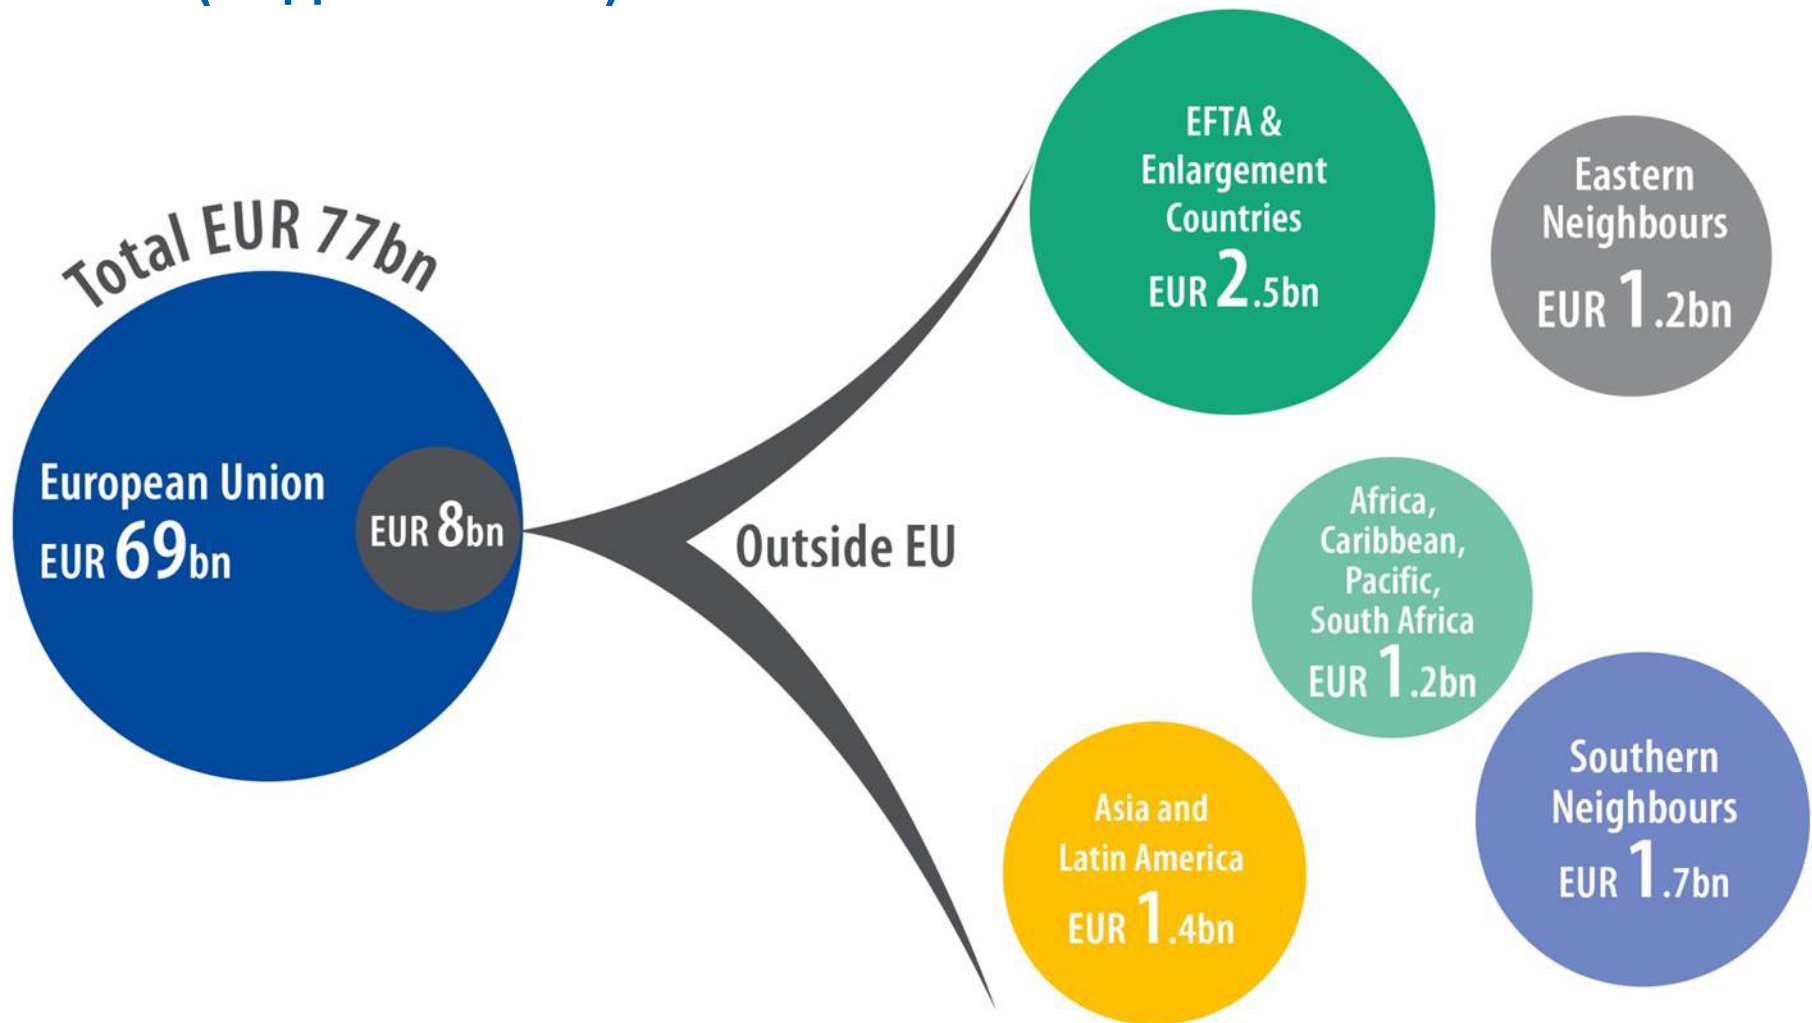 Total EUR 77bn
European Union
EUR 69bn
EUR 8bn
Outside EU
EFTA &
Enlargement
Countries
EUR 2.5bn
Eastern
Neighbours
EUR 1.2bn
Africa,
Caribbean,
Pacific,
South Africa
EUR 1.2bn
Asia and
Latin America
EUR 1.4bn
Southern
Neighbours
EUR 1.7bn